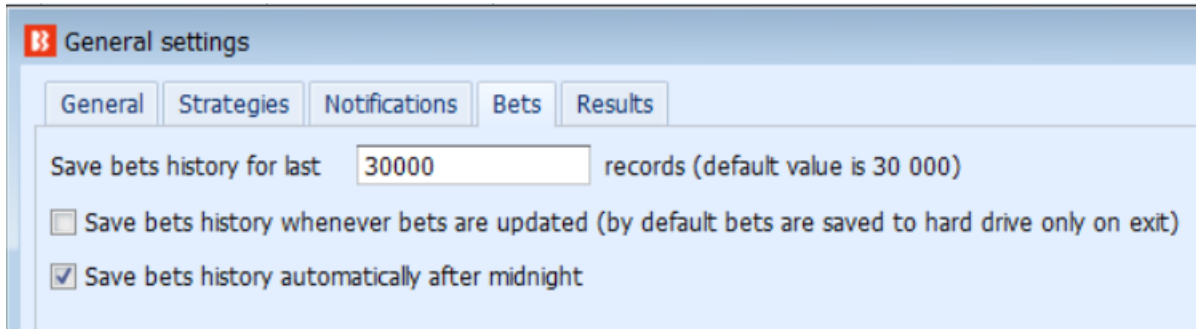 General settings
General Strategies Notifications Bets Results
Save bets history for last 30000 records (default value is 30 000)
Save bets history whenever bets are updated (by default bets are saved to hard drive only on exit)
Save bets history automatically after midnight